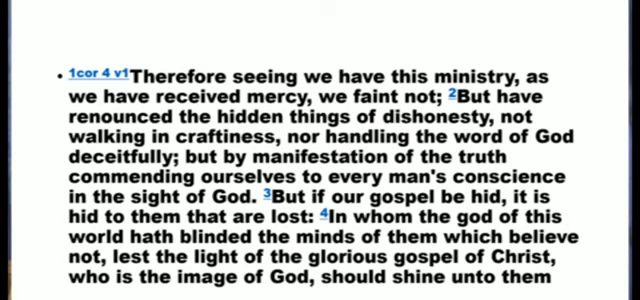 • 1cor 4 v1Therefore seeing we have this ministry, as
we have received mercy, we faint not; 2But have
renounced the hidden things of dishonesty, not
walking in craftiness, nor handling the word of God
deceitfully; but by manifestation of the truth
commending ourselves to every man's conscience
in the sight of God. 3But if our gospel be hid, it is
hid to them that are lost: 4In whom the god of this
world hath blinded the minds of them which believe
not, lest the light of the glorious gospel of Christ,
who is the image of God, should shine unto them